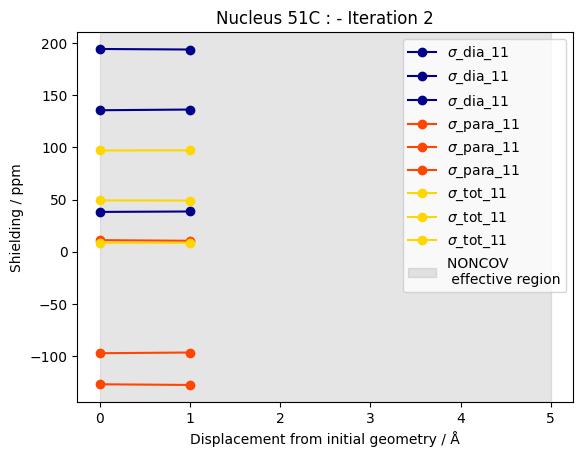 Nucleus 51C : - Iteration 2
Shielding / ppm
200
150
100
50
0
−50
−100
σ_dia_11
σ_dia_11
σ_dia_11
σ_para_11
σ_para_11
σ_para_11
σ_tot_11
σ_tot_11
σ_tot_11
NONCOV
effective region
0 1 2 3 4 5
Displacement from initial geometry / Å